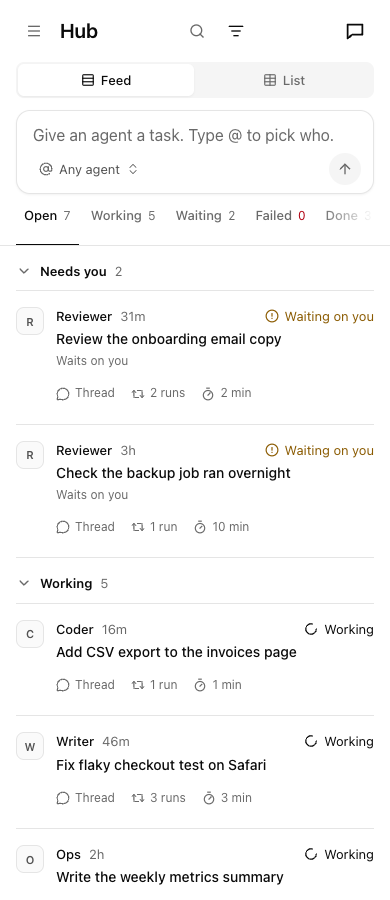 Hub
Feed
List
Give an agent a task. Type @ to pick who.
@ Any agent
Open 7 Working 5 Waiting 2 Failed 0 Done 3
Needs you 2
R Reviewer 31m Waiting on you
Review the onboarding email copy
Waits on you
Thread 2 runs 2 min
R Reviewer 3h Waiting on you
Check the backup job ran overnight
Waits on you
Thread 1 run 10 min
Working 5
C Coder 16m Working
Add CSV export to the invoices page
Thread 1 run 1 min
W Writer 46m Working
Fix flaky checkout test on Safari
Thread 3 runs 3 min
O Ops 2h Working
Write the weekly metrics summary